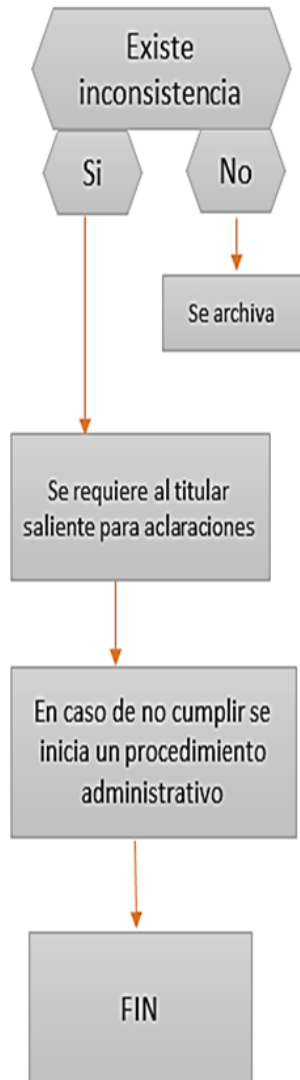 Existe
inconsistencia
Si
No
Se archiva
Se requiere al titular
saliente para aclaraciones
En caso de no cumplir se
inicia un procedimiento
administrativo
FIN